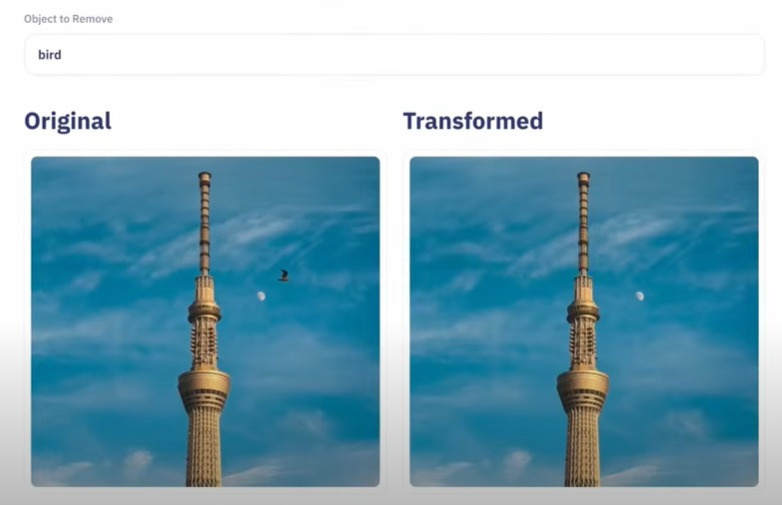 Object to Remove
bird
Original
Transformed